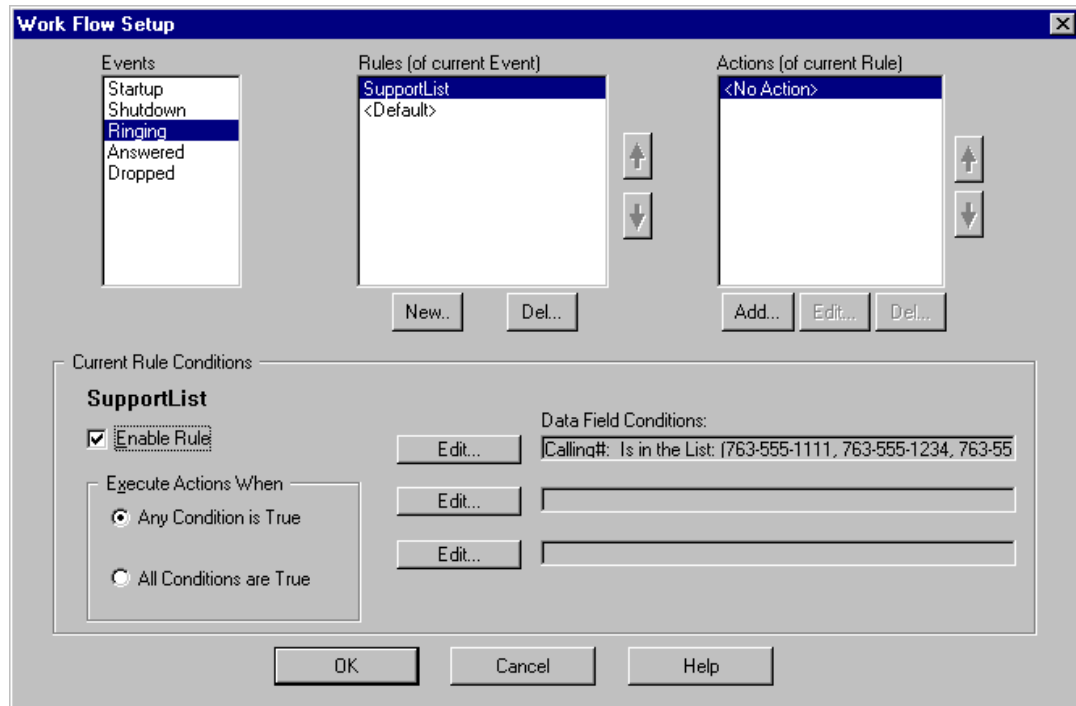 Work Flow Setup
Events
Startup
Shutdown
Ringing
Answered
Dropped
Rules (of current Event)
SupportList
<Default>
New..
Del...
Actions (of current Rule)
<No Action>
Add...
Edit...
Del...
Current Rule Conditions
SupportList
Enable Rule
Execute Actions When
Any Condition is True
All Conditions are True
Data Field Conditions:
Edit...
Calling#: Is in the List: (763-555-1111, 763-555-1234, 763-55
Edit...
Edit...
OK
Cancel
Help